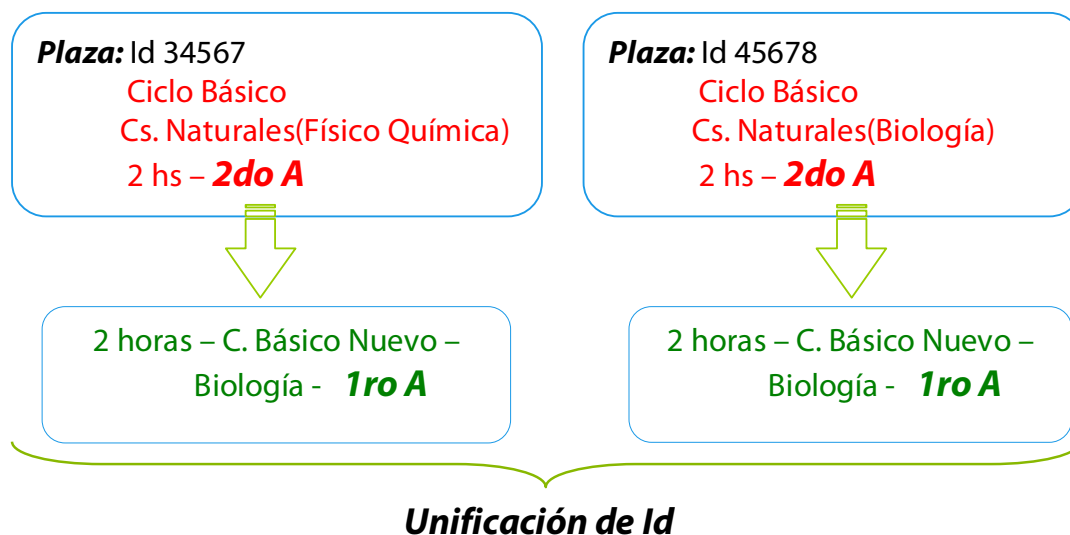 Plaza: Id 34567
Ciclo Básico
Cs. Naturales(Físico Química)
2 hs – 2do A
Plaza: Id 45678
Ciclo Básico
Cs. Naturales(Biología)
2 hs – 2do A
2 horas – C. Básico Nuevo –
Biología - 1ro A
2 horas – C. Básico Nuevo –
Biología - 1ro A
Unificación de Id